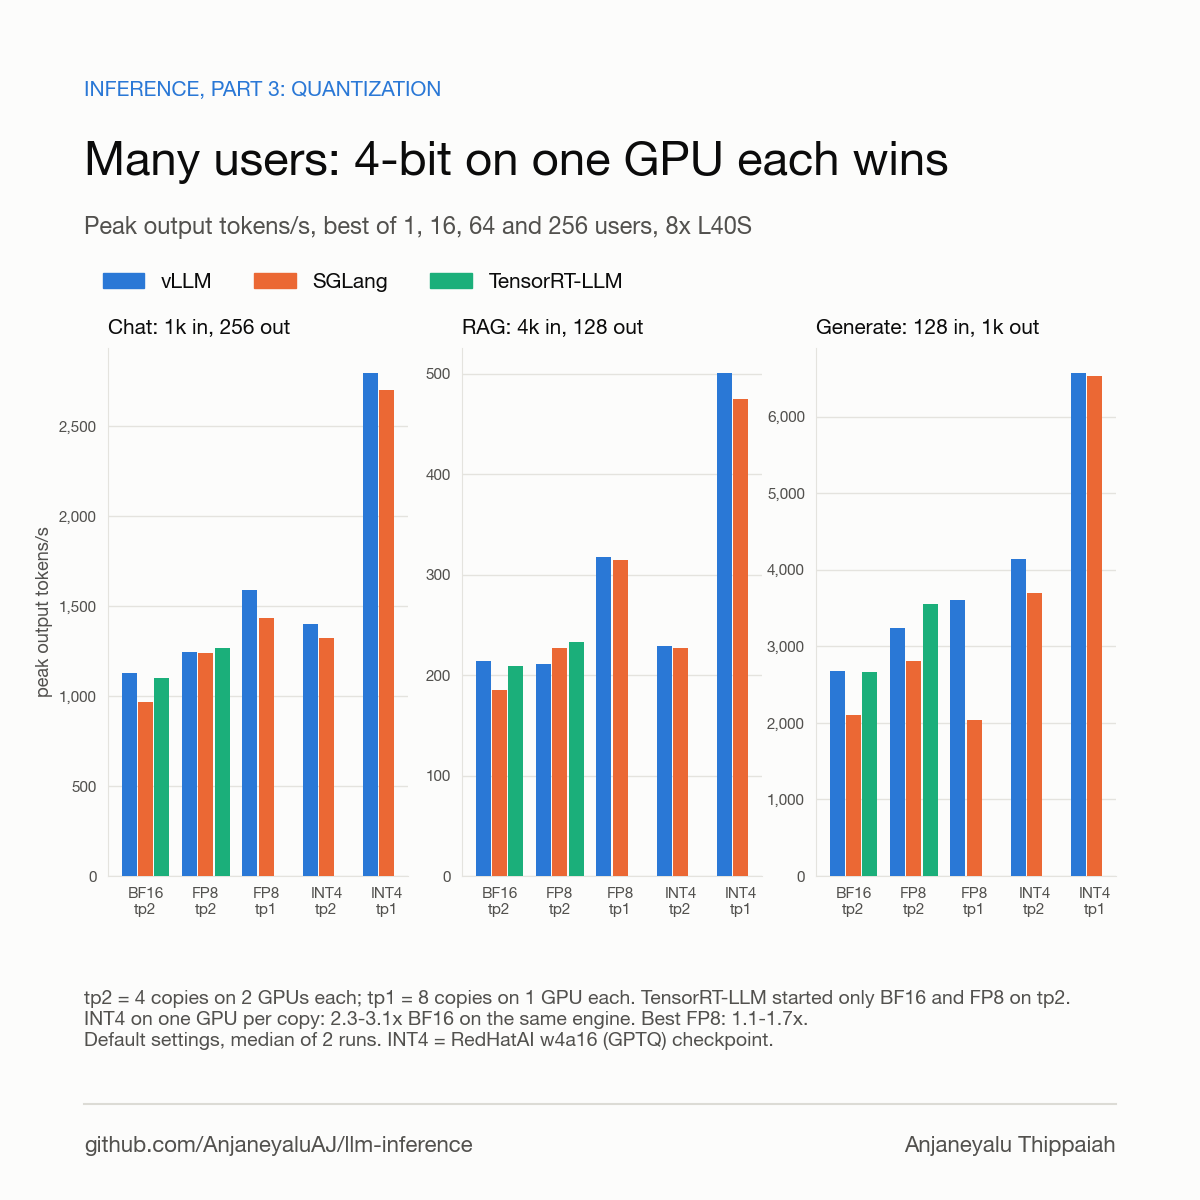 INFERENCE, PART 3: QUANTIZATION
Many users: 4-bit on one GPU each wins
Peak output tokens/s, best of 1, 16, 64 and 256 users, 8x L40S
vLLM
SGLang
TensorRT-LLM
Chat: 1k in, 256 out
peak output tokens/s
2,500
2,000
1,500
1,000
500
0
BF16 tp2
FP8 tp2
FP8 tp1
INT4 tp2
INT4 tp1
RAG: 4k in, 128 out
500
400
300
200
100
0
BF16 tp2
FP8 tp2
FP8 tp1
INT4 tp2
INT4 tp1
Generate: 128 in, 1k out
6,000
5,000
4,000
3,000
2,000
1,000
0
BF16 tp2
FP8 tp2
FP8 tp1
INT4 tp2
INT4 tp1
tp2 = 4 copies on 2 GPUs each; tp1 = 8 copies on 1 GPU each. TensorRT-LLM started only BF16 and FP8 on tp2.
INT4 on one GPU per copy: 2.3-3.1x BF16 on the same engine. Best FP8: 1.1-1.7x.
Default settings, median of 2 runs. INT4 = RedHatAI w4a16 (GPTQ) checkpoint.
github.com/AnjaneyaluAJ/llm-inference
Anjaneyalu Thippaiah